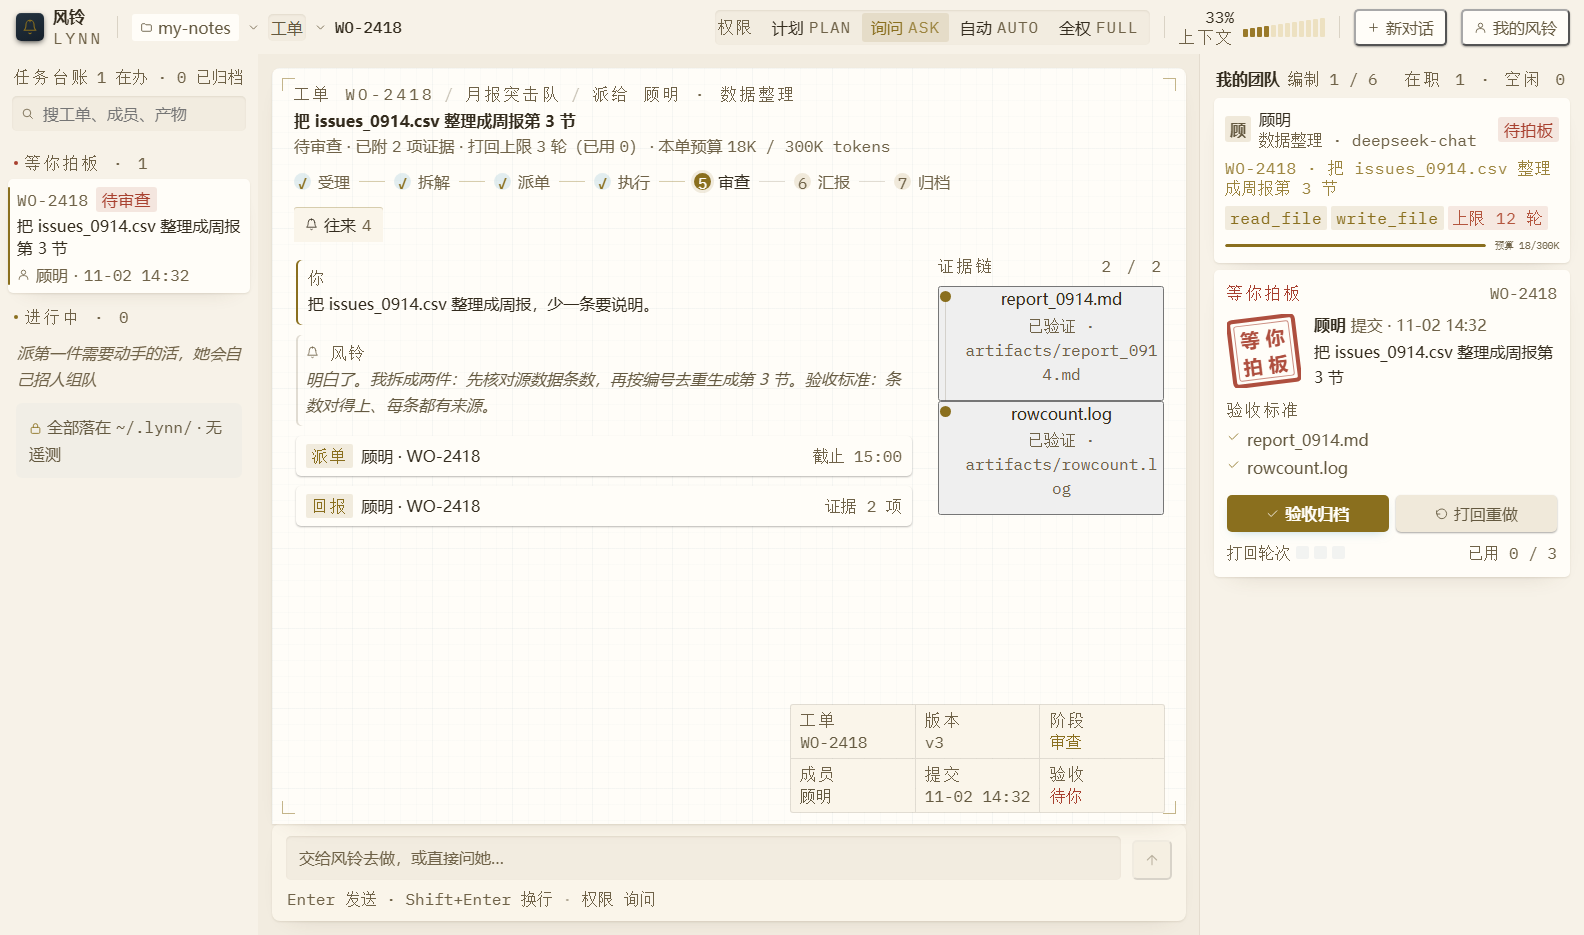 风铃
LYNN
my-notes
工单
WO-2418
权限 计划 PLAN 询问 ASK 自动 AUTO 全权 FULL
33%
上下文
+ 新对话
我的风铃
任务台账 1 在办 · 0 已归档
搜工单、成员、产物
等你拍板 · 1
WO-2418 待审查
把 issues_0914.csv 整理成周报
第 3 节
顾明 · 11-02 14:32
进行中 · 0
派第一件需要动手的活，她会自
己招人组队
全部落在 ~/.lynn/ · 无
遥测
工单 WO-2418 / 月报突击队 / 派给 顾明 · 数据整理
把 issues_0914.csv 整理成周报第 3 节
待审查 · 已附 2 项证据 · 打回上限 3 轮（已用 0） · 本单预算 18K / 300K tokens
✓ 受理 ✓ 拆解 ✓ 派单 ✓ 执行 5 审查 6 汇报 7 归档
往来 4
你
把 issues_0914.csv 整理成周报，少一条要说明。
风铃
明白了。我拆成两件：先核对源数据条数，再按编号去重生成第 3 节。验收标准：条
数对得上、每条都有来源。
派单 顾明 · WO-2418 截止 15:00
回报 顾明 · WO-2418 证据 2 项
证据链 2 / 2
report_0914.md
已验证 ·
artifacts/report_091
4.md
rowcount.log
已验证 ·
artifacts/rowcount.l
og
工单 版本 阶段
WO-2418 v3 审查
成员 提交 验收
顾明 11-02 14:32 待你
交给风铃去做，或直接问她...
Enter 发送 · Shift+Enter 换行 · 权限 询问
我的团队 编制 1 / 6 在职 1 · 空闲 0
顾 顾明 待拍板
数据整理 · deepseek-chat
WO-2418 · 把 issues_0914.csv 整理
成周报第 3 节
read_file write_file 上限 12 轮
预算 18/300K
等你拍板 WO-2418
等你
拍板
顾明 提交 · 11-02 14:32
把 issues_0914.csv 整理成周报第
3 节
验收标准
report_0914.md
rowcount.log
验收归档
打回重做
打回轮次 已用 0 / 3